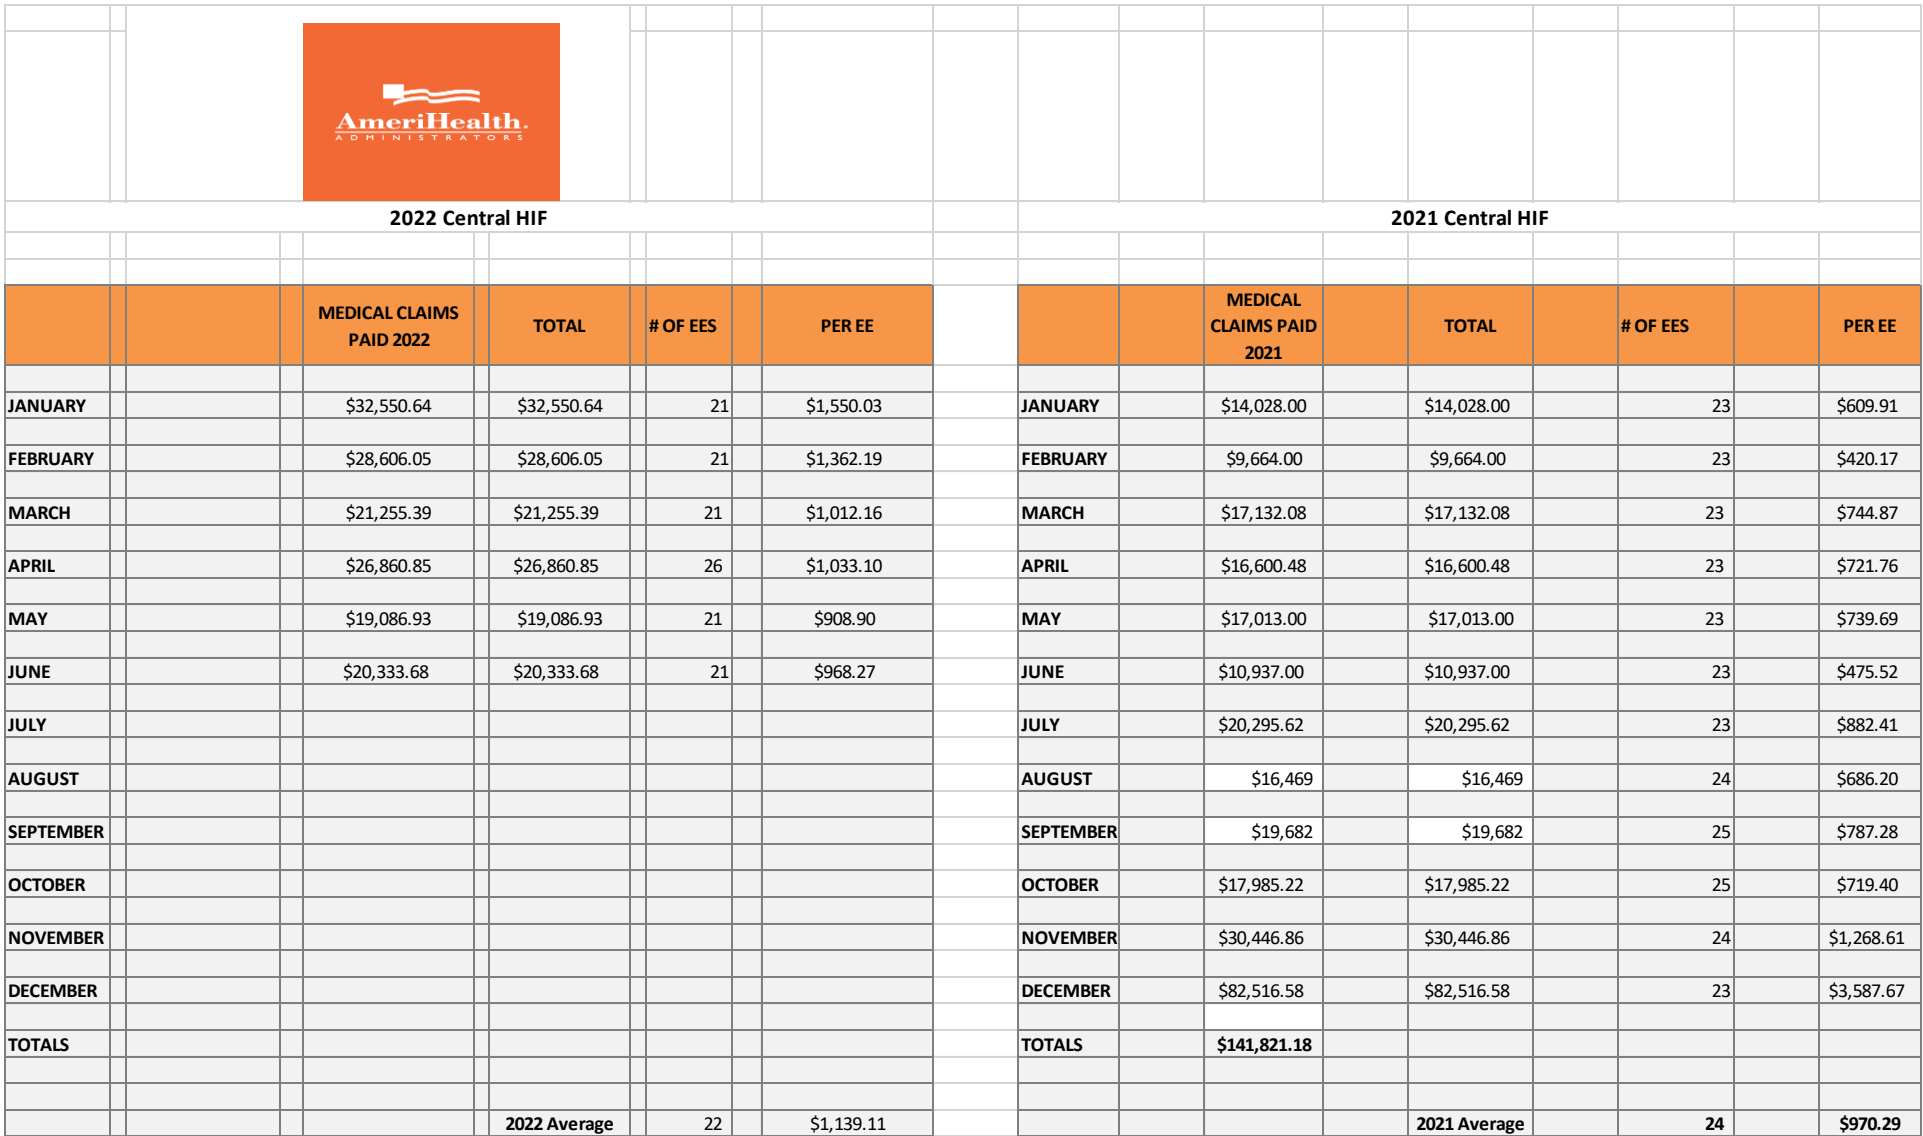 AmeriHealth.
ADMINISTRATORS
2022 Central HIF 2021 Central HIF
MEDICAL CLAIMS PAID 2022 TOTAL # OF EES PER EE MEDICAL CLAIMS PAID 2021 TOTAL # OF EES PER EE
JANUARY $32,550.64 $32,550.64 21 $1,550.03 JANUARY $14,028.00 $14,028.00 23 $609.91
FEBRUARY $28,606.05 $28,606.05 21 $1,362.19 FEBRUARY $9,664.00 $9,664.00 23 $420.17
MARCH $21,255.39 $21,255.39 21 $1,012.16 MARCH $17,132.08 $17,132.08 23 $744.87
APRIL $26,860.85 $26,860.85 26 $1,033.10 APRIL $16,600.48 $16,600.48 23 $721.76
MAY $19,086.93 $19,086.93 21 $908.90 MAY $17,013.00 $17,013.00 23 $739.69
JUNE $20,333.68 $20,333.68 21 $968.27 JUNE $10,937.00 $10,937.00 23 $475.52
JULY JULY $20,295.62 $20,295.62 23 $882.41
AUGUST AUGUST $16,469 $16,469 24 $686.20
SEPTEMBER SEPTEMBER $19,682 $19,682 25 $787.28
OCTOBER OCTOBER $17,985.22 $17,985.22 25 $719.40
NOVEMBER NOVEMBER $30,446.86 $30,446.86 24 $1,268.61
DECEMBER DECEMBER $82,516.58 $82,516.58 23 $3,587.67
TOTALS TOTALS $141,821.18
2022 Average 22 $1,139.11 2021 Average 24 $970.29